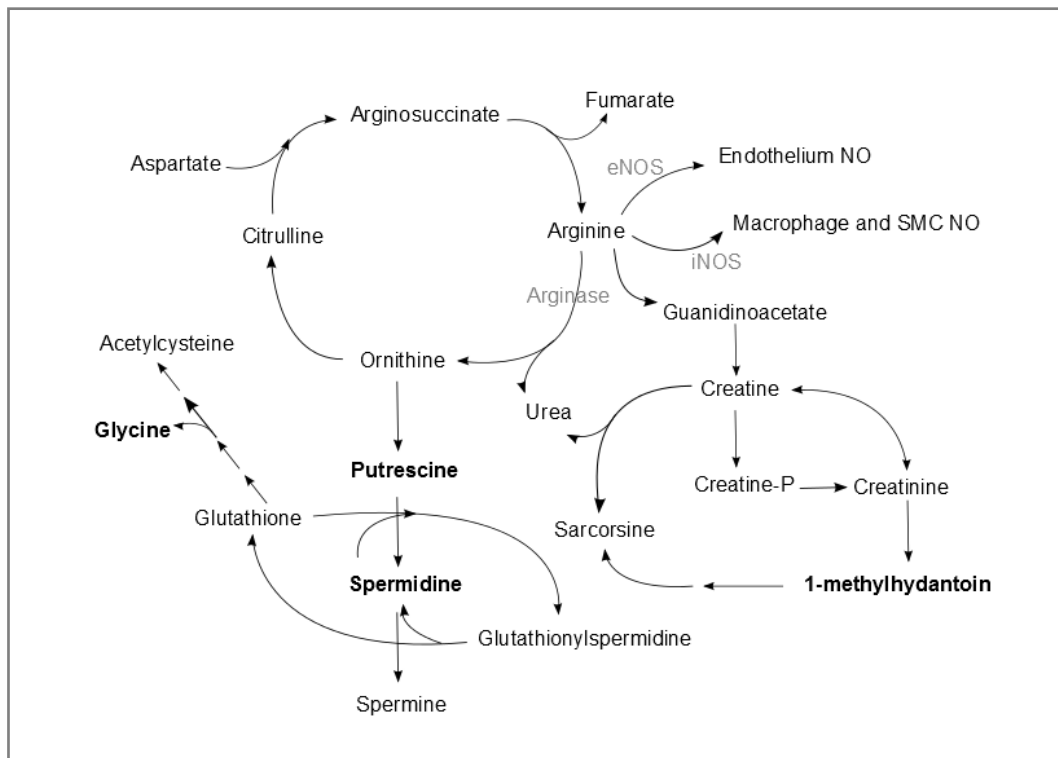 Fumarate
Arginosuccinate
Endothelium NO
Aspartate
eNOS
Macrophage and SMC NO
Citrulline
Arginine
iNOS
Arginase
Guanidinoacetate
Acetylcysteine
Ornithine
Creatine
Urea
Glycine
Putrescine
Creatine-P
Creatinine
Glutathione
Sarcorsine
Spermidine
1-methylhydantoin
Glutathionylspermidine
Spermine